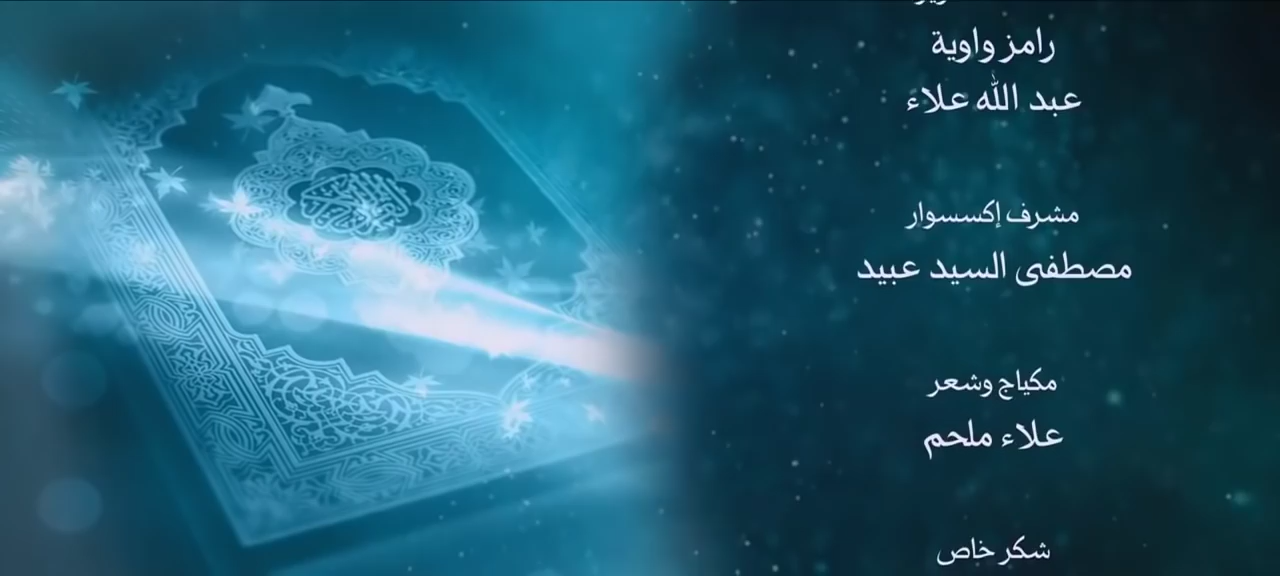 رامز واوية
عبد الله علاء
مشرف إكسسوار
مصطفى السيد عبيد
مكياج وشعر
علاء ملحم
شكر خاص